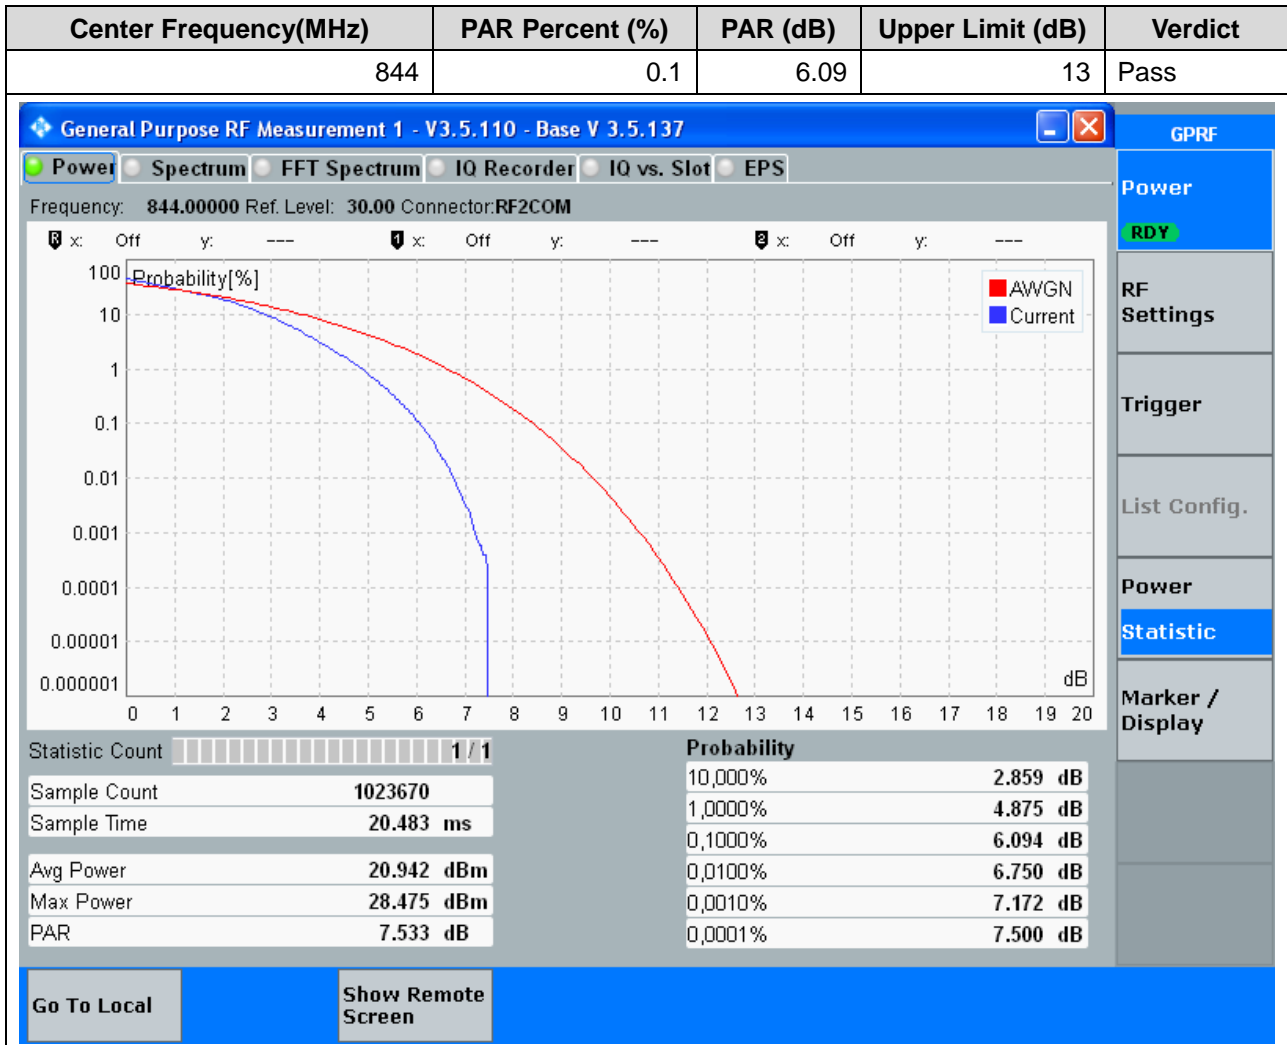 Center Frequency(MHz) PAR Percent (%) PAR (dB) Upper Limit (dB) Verdict
844 0.1 6.09 13 Pass
General Purpose RF Measurement 1 - V3.5.110 - Base V 3.5.137
GPRF
Power Spectrum FFT Spectrum IQ Recorder IQ vs. Slot EPS
Power
RDY
Frequency: 844.00000 Ref. Level: 30.00 Connector:RF2COM
R x: Off y: --- 1 x: Off y: --- 2 x: Off y: ---
Probability[%]
100
10
1
0.1
0.01
0.001
0.0001
0.00001
0.000001
AWGN
Current
dB
0 1 2 3 4 5 6 7 8 9 10 11 12 13 14 15 16 17 18 19 20
RF
Settings
Trigger
List Config.
Power
Statistic
Marker /
Display
Statistic Count 1 / 1
Sample Count 1023670
Sample Time 20.483 ms
Avg Power 20.942 dBm
Max Power 28.475 dBm
PAR 7.533 dB
Probability
10,000% 2.859 dB
1,0000% 4.875 dB
0,1000% 6.094 dB
0,0100% 6.750 dB
0,0010% 7.172 dB
0,0001% 7.500 dB
Go To Local
Show Remote
Screen